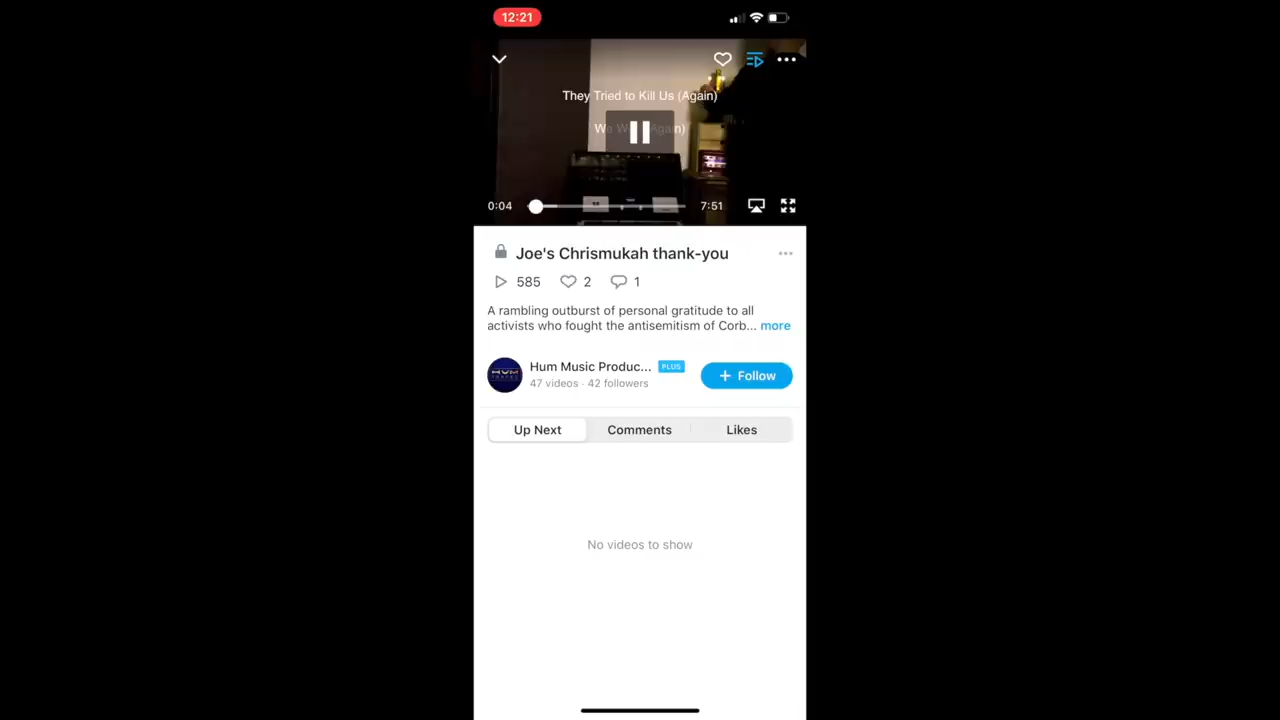 12:21
They Tried to Kill Us (Again)
We W Again)
0:04
7:51
Joe's Chrismukah thank-you
585
2
1
A rambling outburst of personal gratitude to all
activists who fought the antisemitism of Corb... more
Hum Music Produc... PLUS
47 videos · 42 followers
+ Follow
Up Next
Comments
Likes
No videos to show